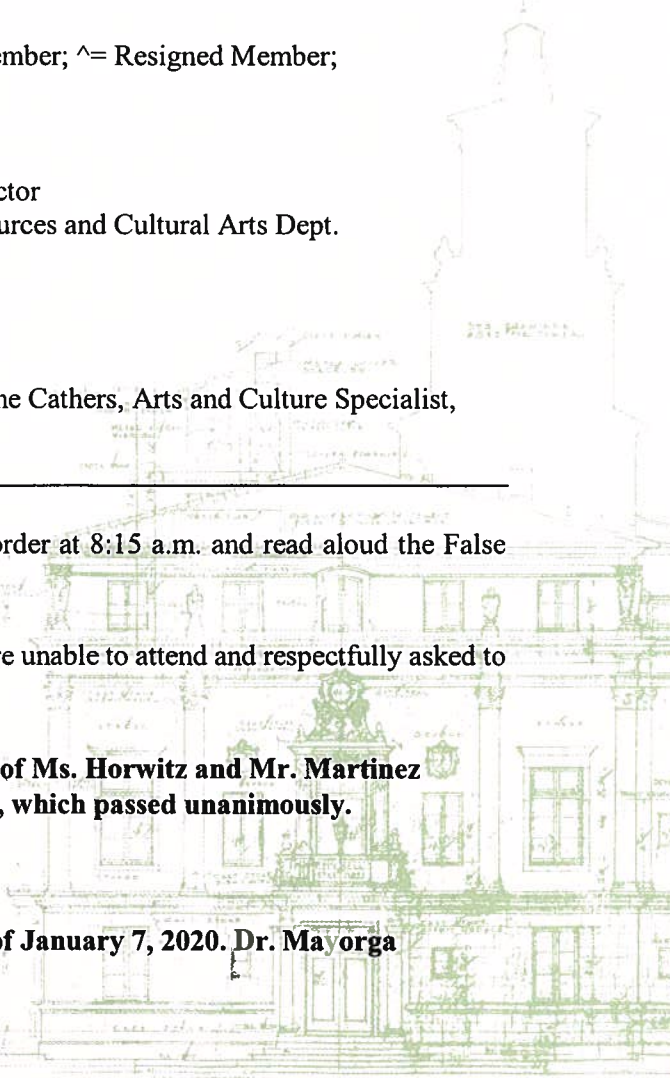 ember; ^= Resigned Member;
ctor
urces and Cultural Arts Dept.
ne Cathers, Arts and Culture Specialist,
order at 8:15 a.m. and read aloud the False
re unable to attend and respectfully asked to
of Ms. Horwitz and Mr. Martinez
, which passed unanimously.
of January 7, 2020. Dr. Mayorga